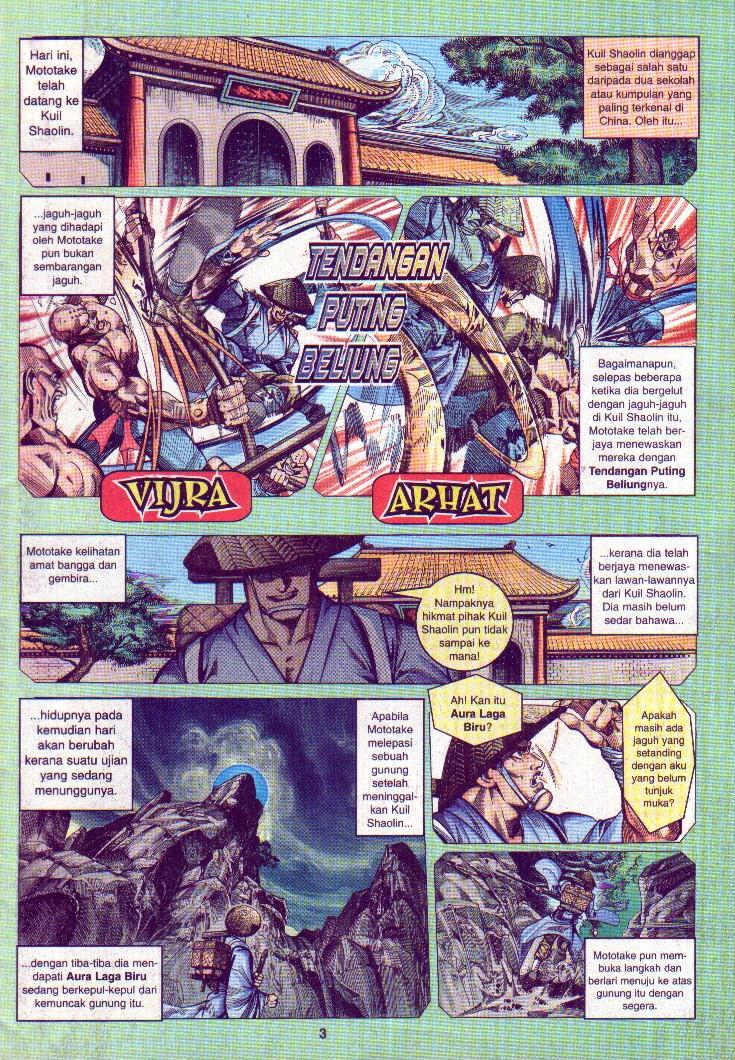 Hari ini,
Mototake
telah
datang ke
Kuil
Shaolin.
Kuil Shaolin dianggap
sebagai salah satu
daripada dua sekolah
atau kumpulan yang
paling terkenal di
China. Oleh itu...
...jaguh-jaguh
yang dihadapi
oleh Mototake
pun bukan
sembarangan
jaguh.
TENDANGAN
PUTING
BELIUNG
Bagaimanapun,
selepas beberapa
ketika dia bergelut
dengan jaguh-jaguh
di Kuil Shaolin itu,
Mototake telah ber-
jaya menewaskan
mereka dengan
Tendangan Puting
Beliungnya.
VIJRA
ARHAT
Mototake kelihatan
amat bangga dan
gembira...
Hm!
Nampaknya
hikmat pihak Kuil
Shaolin pun tidak
sampai ke
mana!
...kerana dia telah
berjaya menewas-
kan lawan-lawannya
dari Kuil Shaolin.
Dia masih belum
sedar bahawa...
...hidupnya pada
kemudian hari
akan berubah
kerana suatu ujian
yang sedang
menunggunya.
Apabila
Mototake
melepasi
sebuah
gunung
setelah
meninggal-
kan Kuil
Shaolin...
...dengan tiba-tiba dia men-
dapati Aura Laga Biru
sedang berkepul-kepul dari
kemuncak gunung itu.
Ah! Kan itu
Aura Laga
Biru?
Apakah
masih ada
jaguh yang
setanding
dengan aku
yang belum
tunjuk
muka?
Mototake pun mem-
buka langkah dan
berlari menuju ke atas
gunung itu dengan
segera.
3